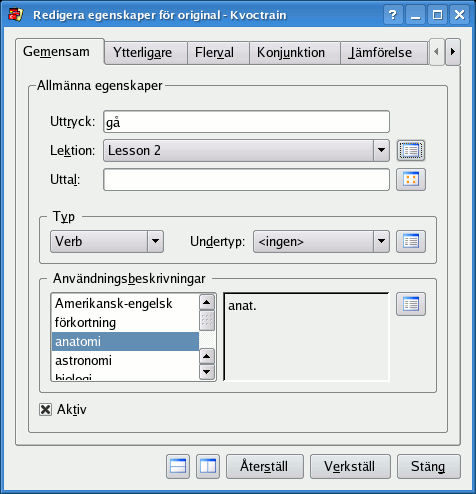 Redigera egenskaper för original - Kvoctrain
Gemensam Ytterligare Flerval Konjunktion Jämförelse
Allmänna egenskaper
Uttryck: gå
Lektion: Lesson 2
Uttal:
Typ
Verb Undertyp: <ingen>
Användningsbeskrivningar
Amerikansk-engelsk anat.
förkortning
anatomi
astronomi
biologi
Aktiv
Återställ Verkställ Stäng